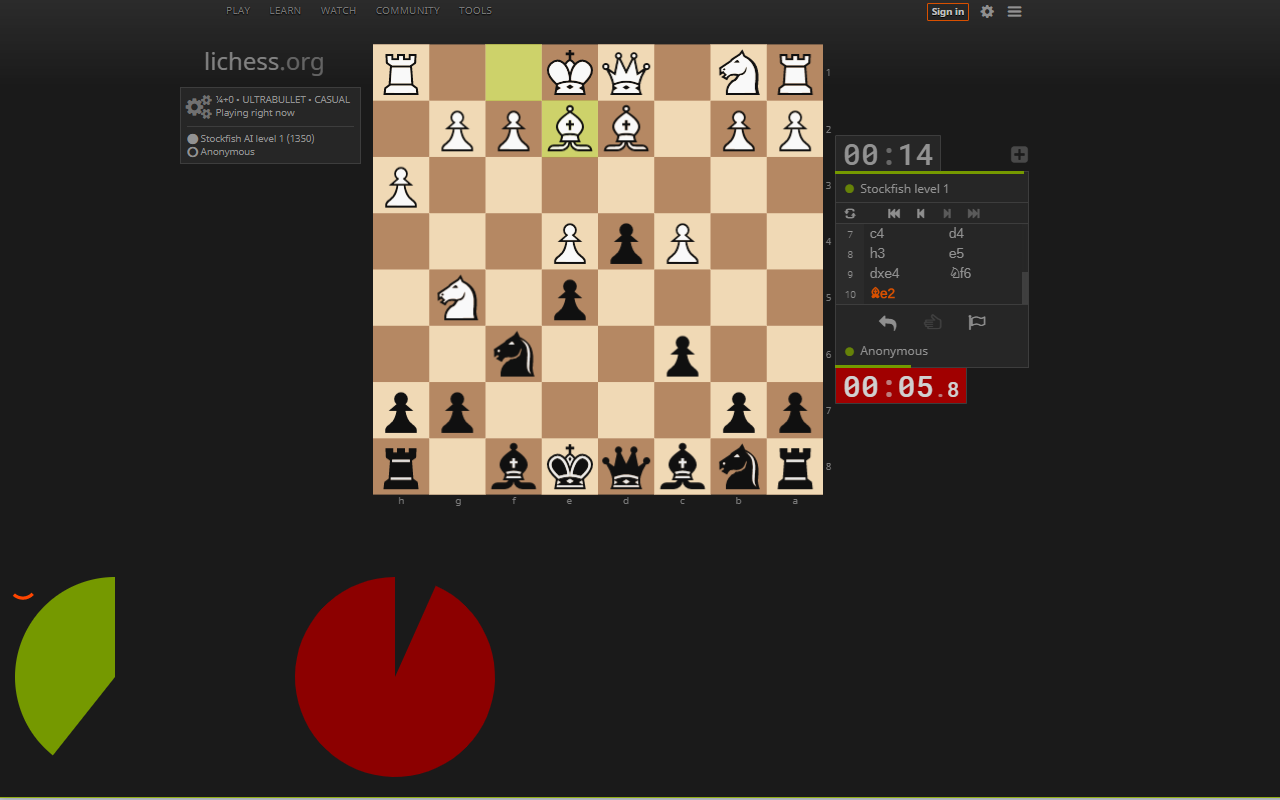 PLAY LEARN WATCH COMMUNITY TOOLS Sign in
lichess.org
¼+0 • ULTRABULLET • CASUAL
Playing right now
Stockfish AI level 1 (1350)
Anonymous
1
2
3
4
5
6
7
8
h g f e d c b a
00:14
Stockfish level 1
7 c4 d4
8 h3 e5
9 dxe4 ♘f6
10 ♝e2
Anonymous
00:05.8